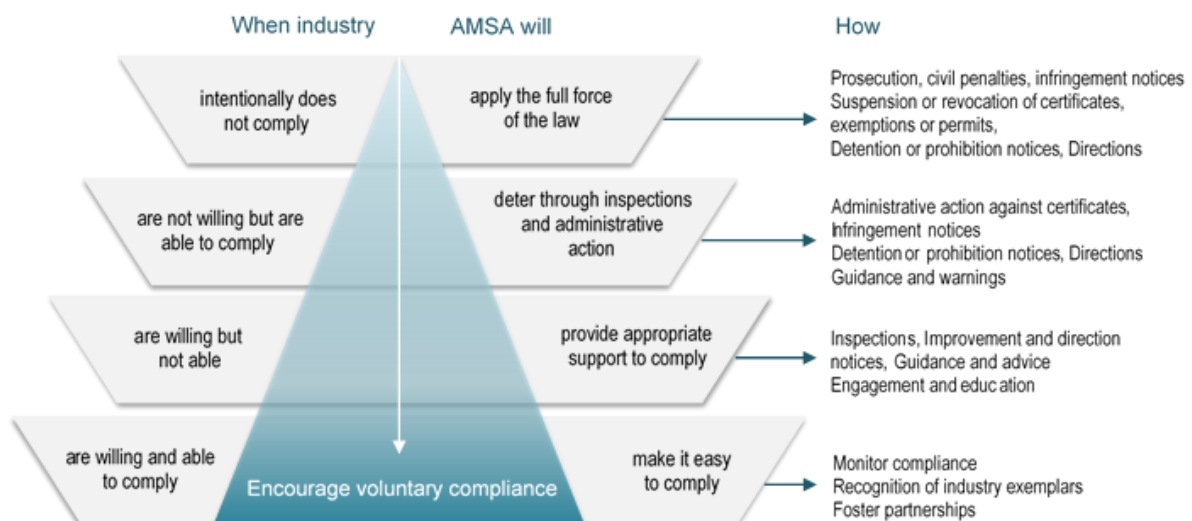 When industry
AMSA will
How
intentionally does
not comply
apply the full force
of the law
Prosecution, civil penalties, infringement notices
Suspension or revocation of certificates,
exemptions or permits,
Detention or prohibition notices, Directions
are not willing but are
able to comply
deter through inspections
and administrative
action
Administrative action against certificates,
Infringement notices
Detention or prohibition notices, Directions
Guidance and warnings
are willing but
not able
provide appropriate
support to comply
Inspections, Improvement and direction
notices, Guidance and advice
Engagement and education
are willing and able
to comply
Encourage voluntary compliance
make it easy
to comply
Monitor compliance
Recognition of industry exemplars
Foster partnerships